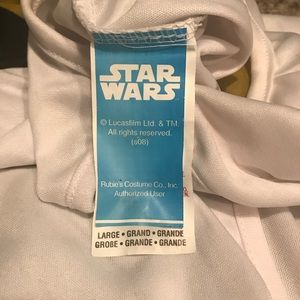 STAR
WARS
© Lucasfilm Ltd. & TM.
All rights reserved.
(s08)
Rubie's Costume Co., Inc.
Authorized User
LARGE • GRAND • GRANDE
GROBE • GRANDE • GRANDE